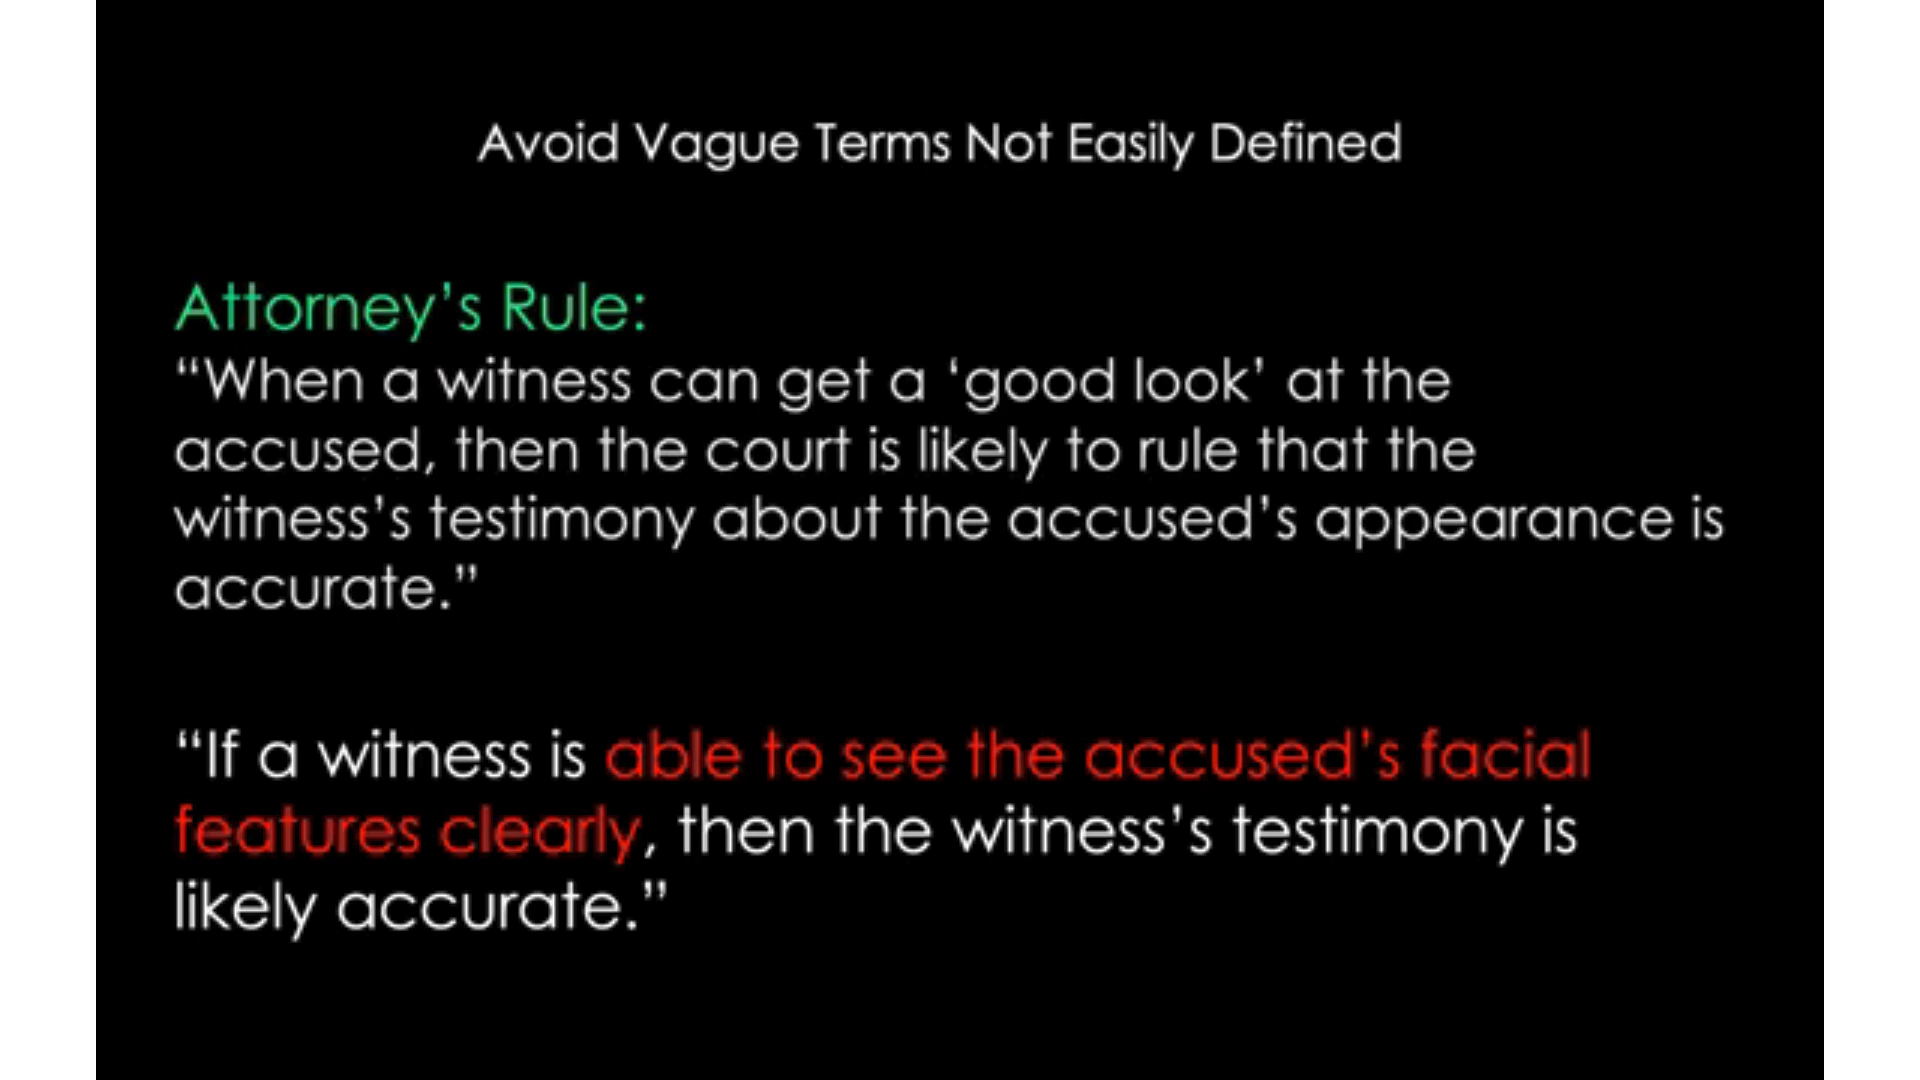 Avoid Vague Terms Not Easily Defined
Attorney’s Rule:
“When a witness can get a ‘good look’ at the
accused, then the court is likely to rule that the
witness’s testimony about the accused’s appearance is
accurate.”
“If a witness is able to see the accused’s facial
features clearly, then the witness’s testimony is
likely accurate.”